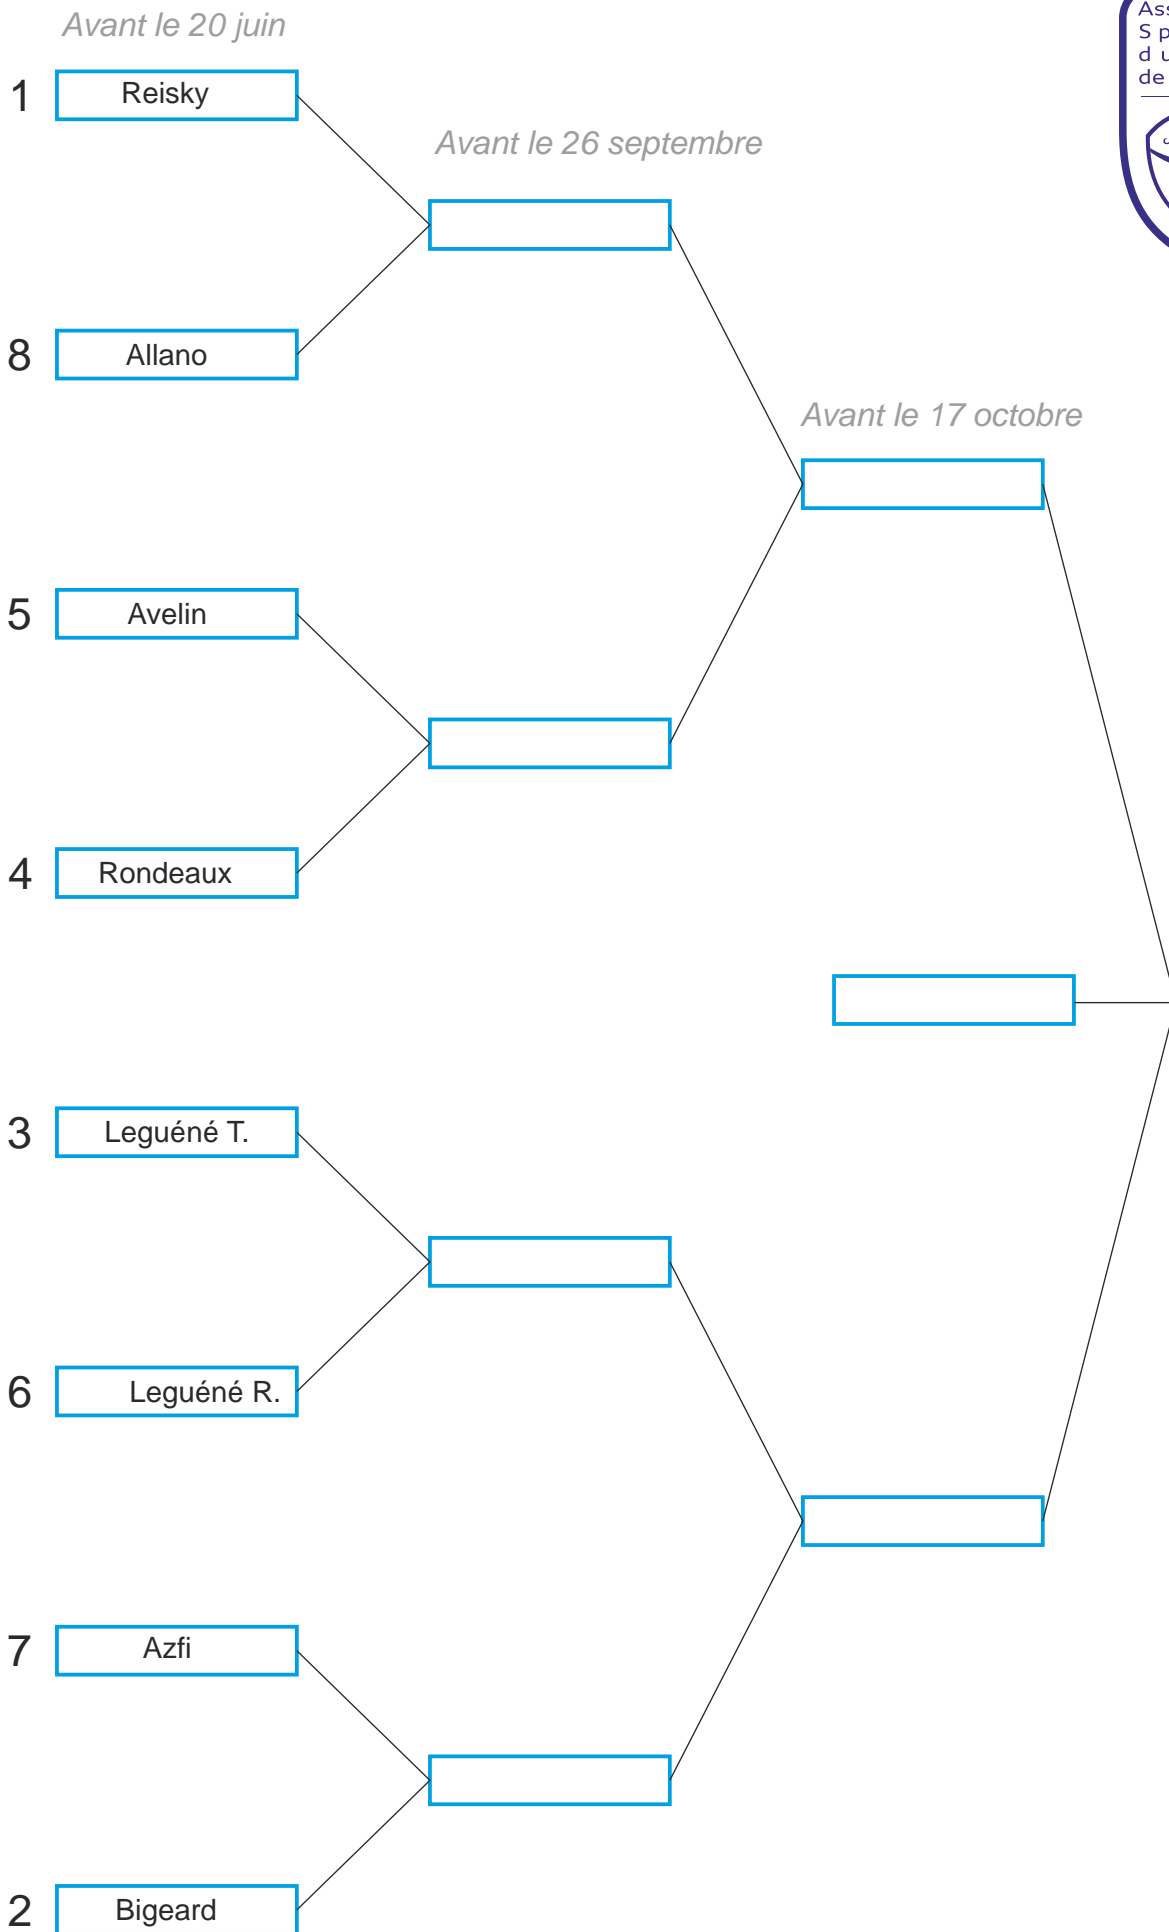 Avant le 20 juin
1 Reisky
Avant le 26 septembre
8 Allano
Avant le 17 octobre
5 Avelin
4 Rondeaux
3 Leguéné T.
6 Leguéné R.
7 Azfi
2 Bigeard
de